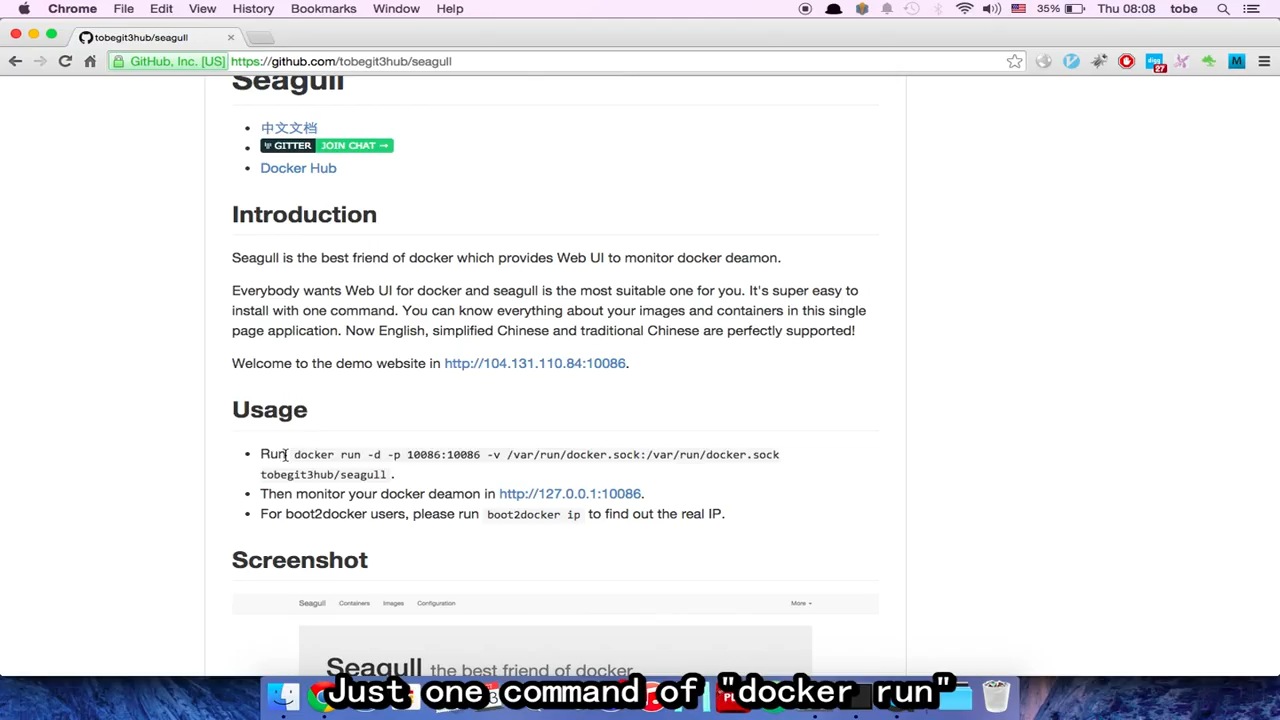 Chrome File Edit View History Bookmarks Window Help 35% Thu 08:08 tobe
tobegit3hub/seagull
GitHub, Inc. [US] https://github.com/tobegit3hub/seagull
digg 27 M
Seagull
中文文档
GITTER JOIN CHAT →
Docker Hub
Introduction
Seagull is the best friend of docker which provides Web UI to monitor docker deamon.
Everybody wants Web UI for docker and seagull is the most suitable one for you. It's super easy to
install with one command. You can know everything about your images and containers in this single
page application. Now English, simplified Chinese and traditional Chinese are perfectly supported!
Welcome to the demo website in http://104.131.110.84:10086.
Usage
Run docker run -d -p 10086:10086 -v /var/run/docker.sock:/var/run/docker.sock
tobegit3hub/seagull .
Then monitor your docker deamon in http://127.0.0.1:10086.
For boot2docker users, please run boot2docker ip to find out the real IP.
Screenshot
Seagull Containers Images Configuration More
Seagull the best friend of docker
Just one command of "docker run"